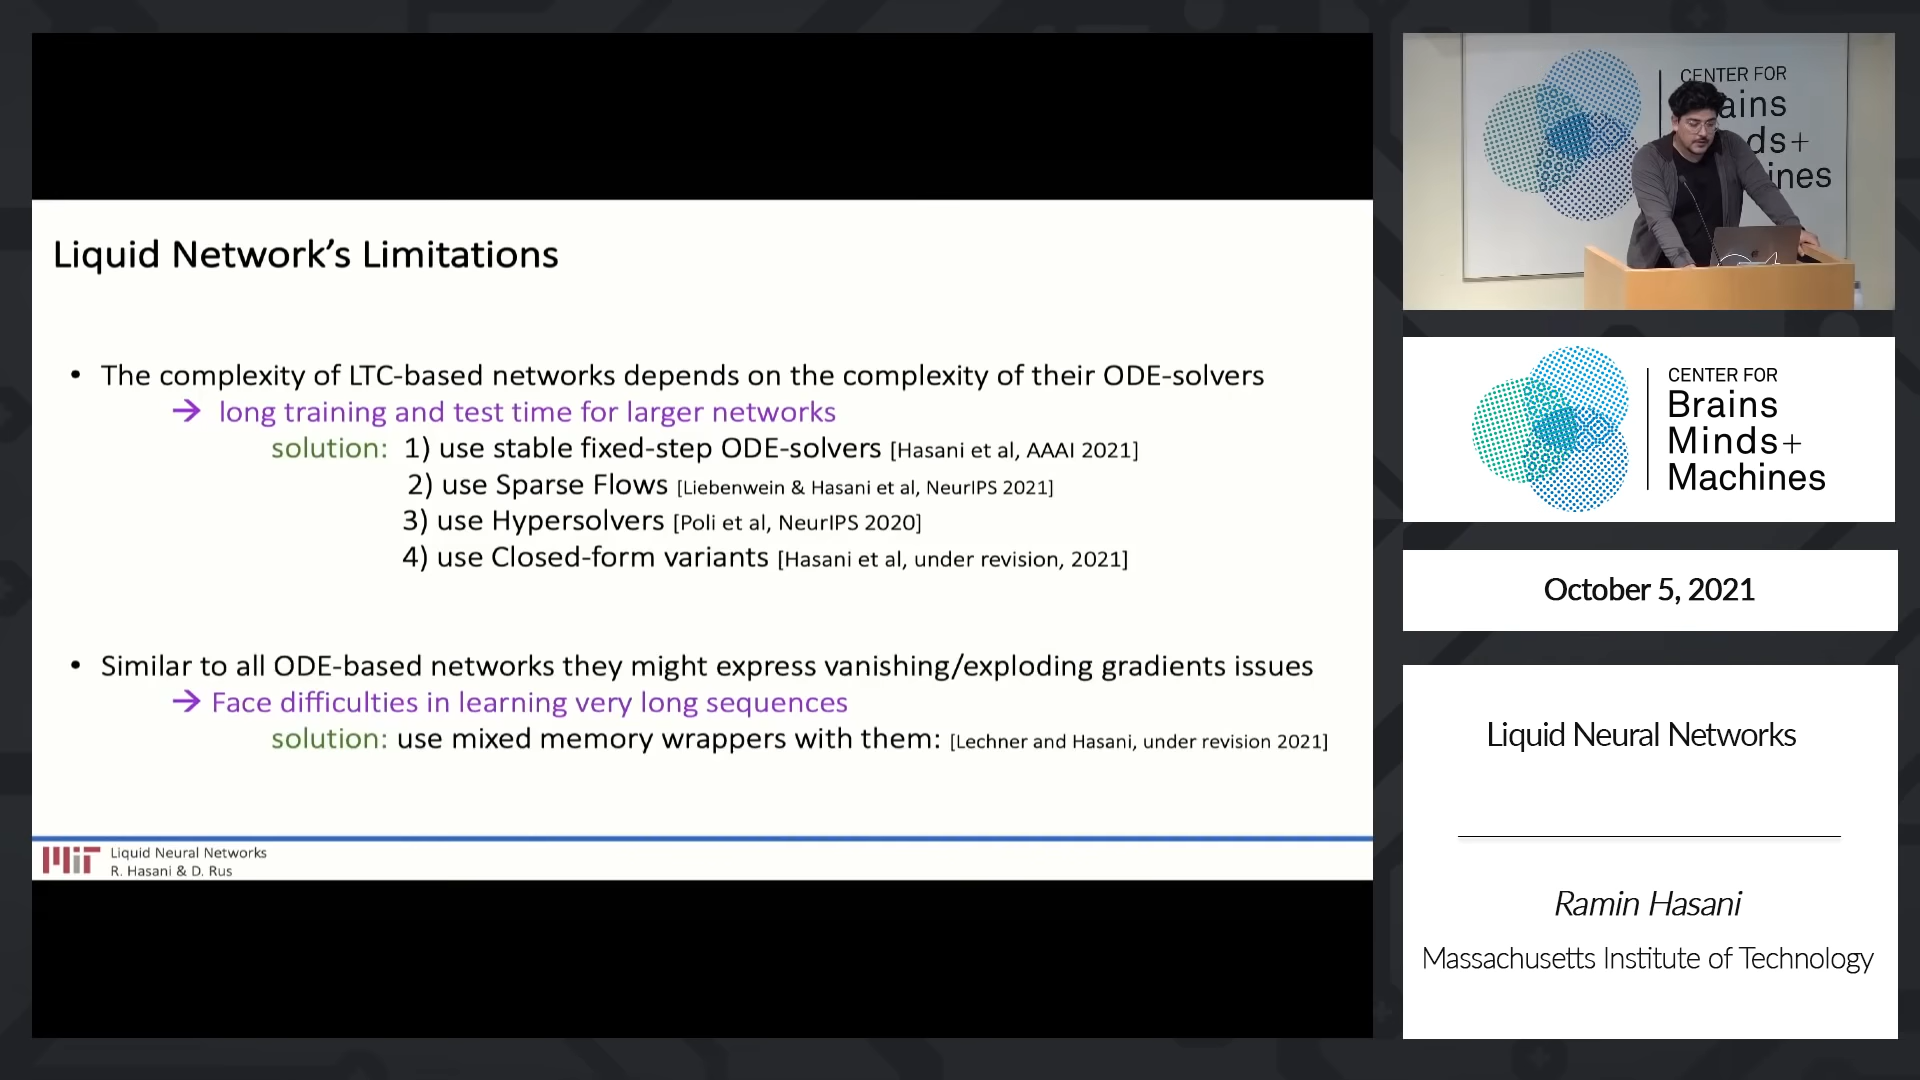 Liquid Network's Limitations
• The complexity of LTC-based networks depends on the complexity of their ODE-solvers
→ long training and test time for larger networks
solution: 1) use stable fixed-step ODE-solvers [Hasani et al, AAAI 2021]
2) use Sparse Flows [Liebenwein & Hasani et al, NeurIPS 2021]
3) use Hypersolvers [Poli et al, NeurIPS 2020]
4) use Closed-form variants [Hasani et al, under revision, 2021]
• Similar to all ODE-based networks they might express vanishing/exploding gradients issues
→ Face difficulties in learning very long sequences
solution: use mixed memory wrappers with them: [Lechner and Hasani, under revision 2021]
MIT
Liquid Neural Networks
R. Hasani & D. Rus
CENTER FOR
ains
ds+
ines
CENTER FOR
Brains
Minds+
Machines
October 5, 2021
Liquid Neural Networks
Ramin Hasani
Massachusetts Institute of Technology